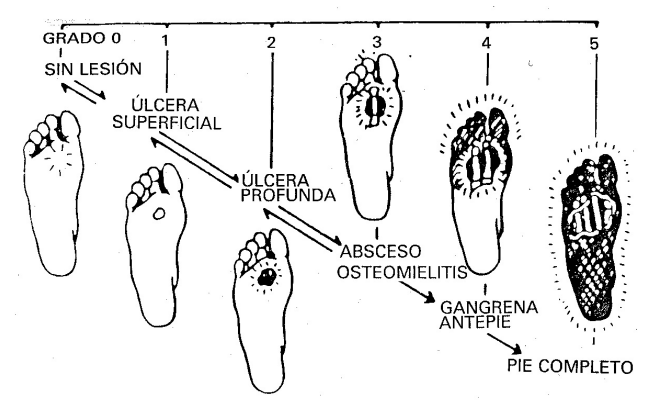 GRADO 0 1 2 3 4 5
SIN LESIÓN
ÚLCERA
SUPERFICIAL
ÚLCERA
PROFUNDA
ABSCESO
OSTEOMIELITIS
GANGRENA
ANTEPIE
PIE COMPLETO